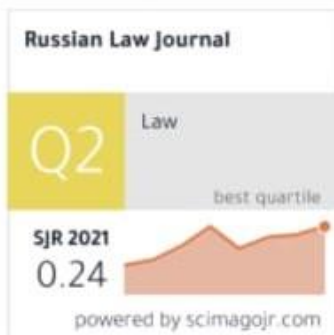 Russian Law Journal
Q2
Law
best quartile
SJR 2021
0.24
powered by scimagojr.com